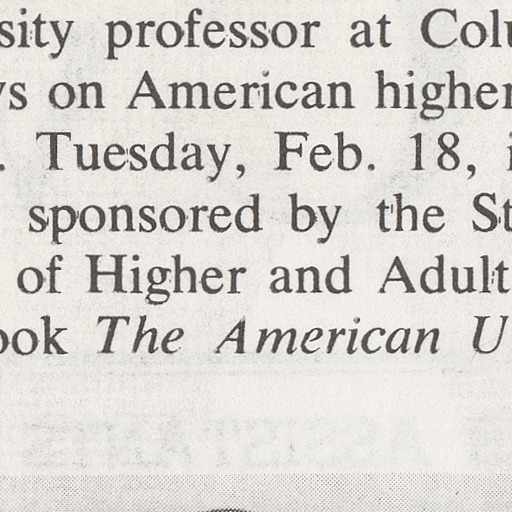 sity professor at Colu
ys on American higher
. Tuesday, Feb. 18, i
sponsored by the St
of Higher and Adult
ook The American U